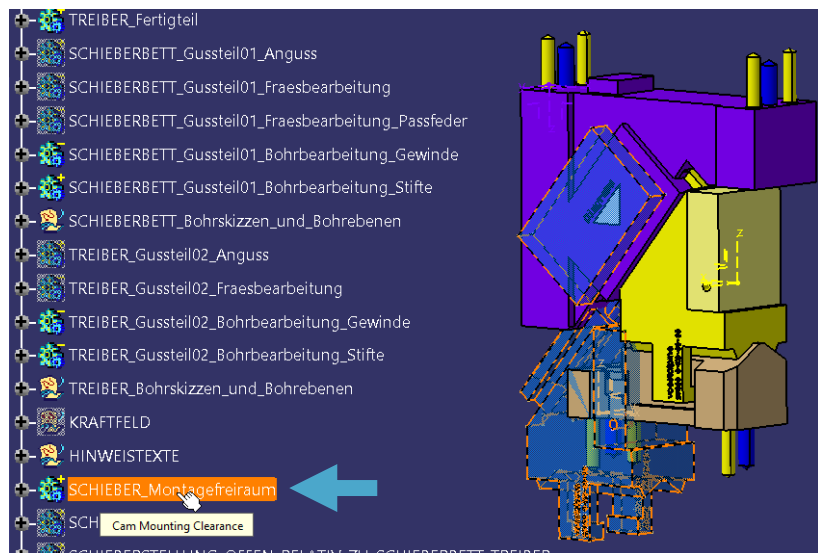 TREIBER_Fertigteil
SCHIEBERBETT_Gussteil01_Anguss
SCHIEBERBETT_Gussteil01_Fraesbearbeitung
SCHIEBERBETT_Gussteil01_Fraesbearbeitung_Passfeder
SCHIEBERBETT_Gussteil01_Bohrbearbeitung_Gewinde
SCHIEBERBETT_Gussteil01_Bohrbearbeitung_Stifte
SCHIEBERBETT_Bohrskizzen_und_Bohrebenen
TREIBER_Gussteil02_Anguss
TREIBER_Gussteil02_Fraesbearbeitung
TREIBER_Gussteil02_Bohrbearbeitung_Gewinde
TREIBER_Gussteil02_Bohrbearbeitung_Stifte
TREIBER_Bohrskizzen_und_Bohrebenen
KRAFTFELD
HINWEISTEXTE
SCHIEBER_Montagefreiraum
SCH
Cam Mounting Clearance
SCHIEBERSTELLUNG_OFFEN_RELATIV_ZU_SCHIEBERBETT_TREIBER
z